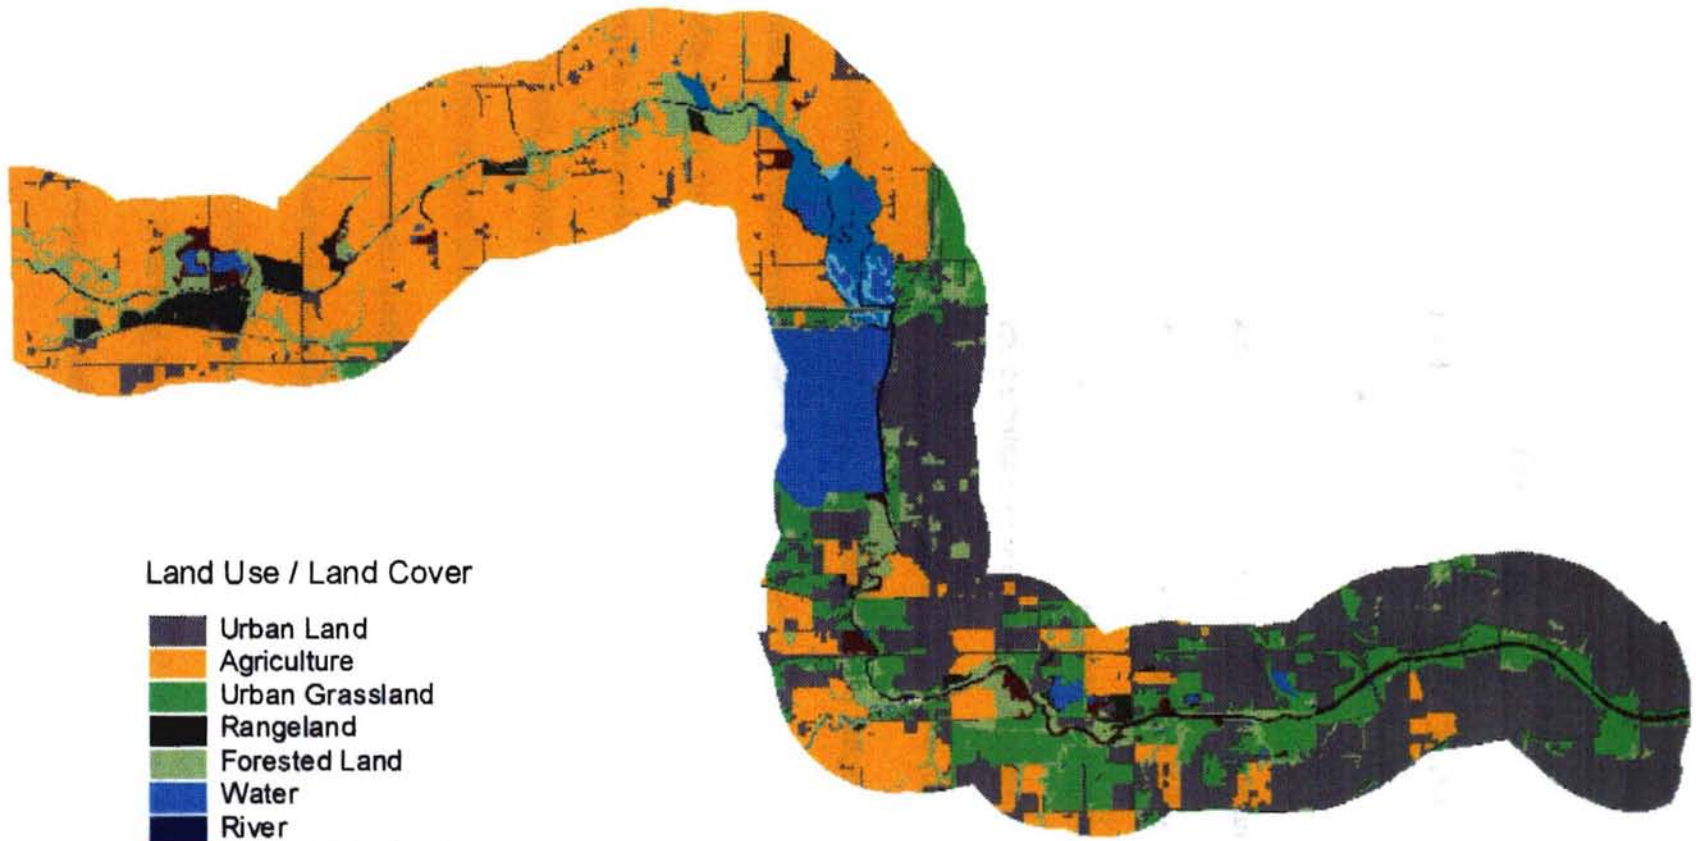 Land Use / Land Cover
Urban Land
Agriculture
Urban Grassland
Rangeland
Forested Land
Water
River